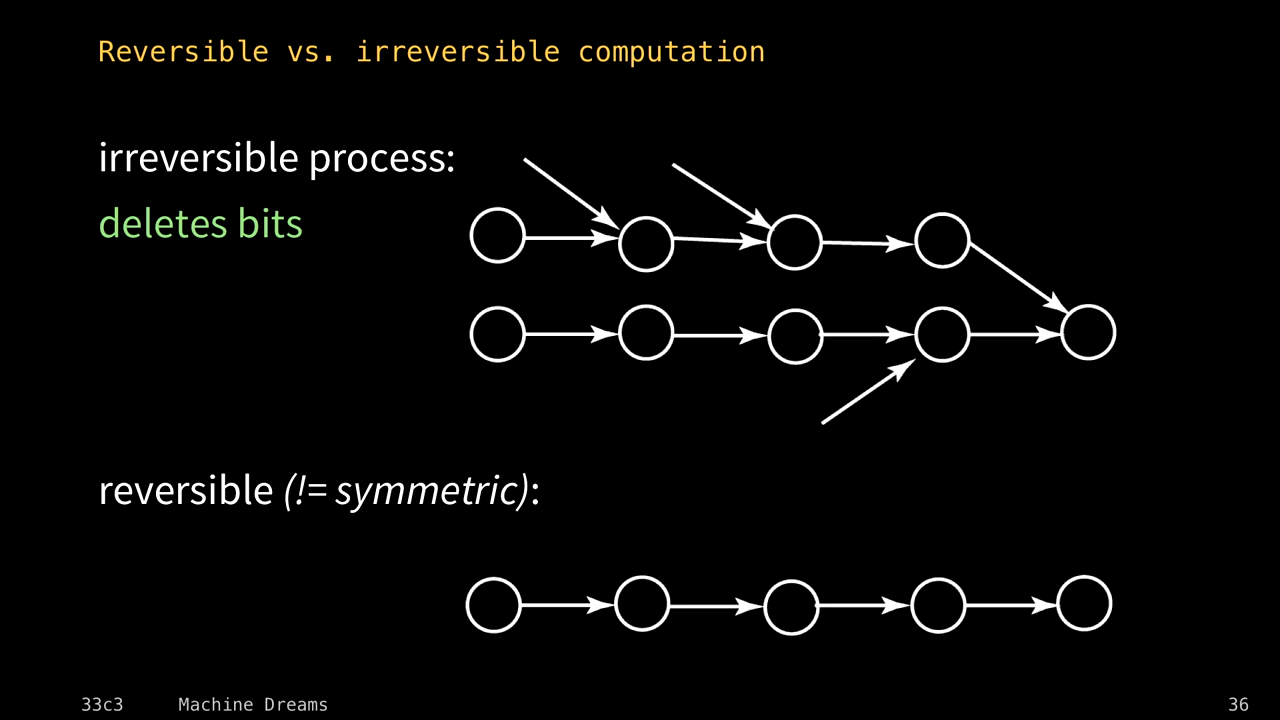 Reversible vs. irreversible computation
irreversible process:
deletes bits
reversible (!= symmetric):
33c3 Machine Dreams 36